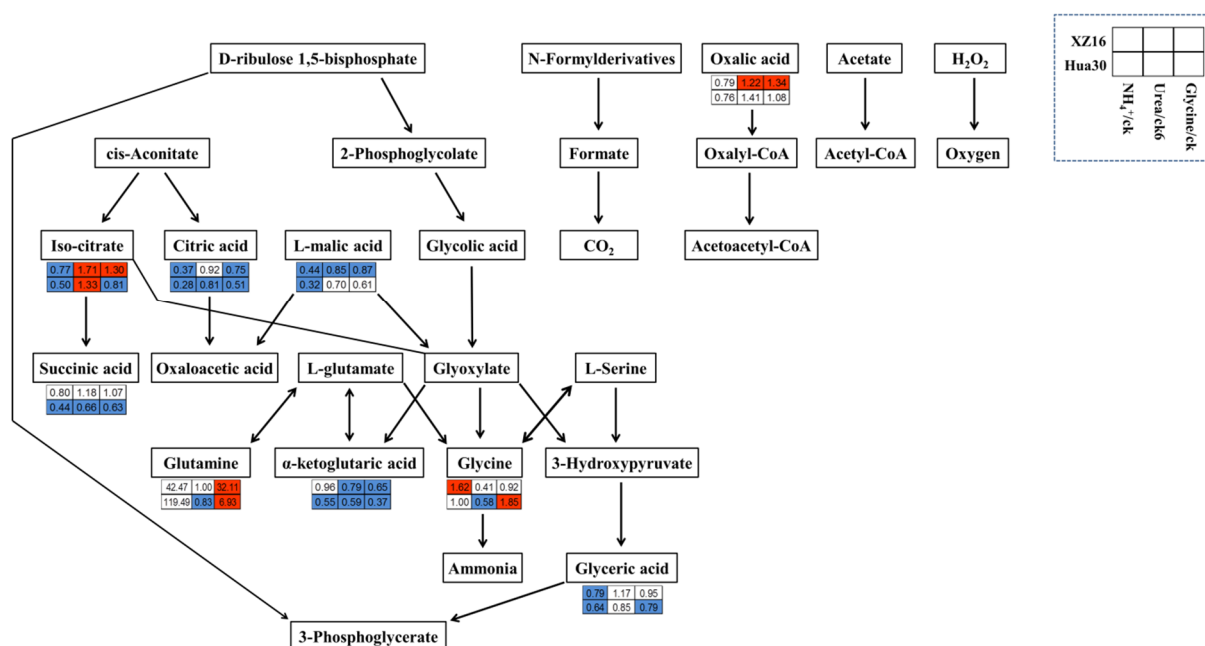 D-ribulose 1,5-bisphosphate
N-Formylderivatives
Oxalic acid
0.79 1.22 1.34
0.76 1.41 1.08
Acetate
H₂O₂
XZ16
Hua30
NH₄⁺/ck
Urea/ck6
Glycine/ck
cis-Aconitate
2-Phosphoglycolate
Formate
Oxalyl-CoA
Acetyl-CoA
Oxygen
Iso-citrate
0.77 1.71 1.30
0.50 1.33 0.81
Citric acid
0.37 0.92 0.75
0.28 0.81 0.51
L-malic acid
0.44 0.85 0.87
0.32 0.70 0.61
Glycolic acid
CO₂
Acetoacetyl-CoA
Succinic acid
0.80 1.18 1.07
0.44 0.66 0.63
Oxaloacetic acid
L-glutamate
Glyoxylate
L-Serine
Glutamine
42.47 1.00 32.11
119.49 0.83 6.93
α-ketoglutaric acid
0.96 0.79 0.65
0.55 0.59 0.37
Glycine
1.62 0.41 0.92
1.00 0.58 1.85
3-Hydroxypyruvate
Ammonia
Glyceric acid
0.79 1.17 0.95
0.64 0.85 0.79
3-Phosphoglycerate